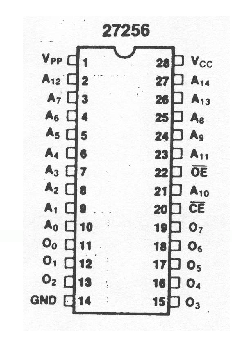 27256
VPP 1 28 VCC
A12 2 27 A14
A7 3 26 A13
A6 4 25 A8
A5 5 24 A9
A4 6 23 A11
A3 7 22 O̅E̅
A2 8 21 A10
A1 9 20 C̅E̅
A0 10 19 O7
O0 11 18 O6
O1 12 17 O5
O2 13 16 O4
GND 14 15 O3